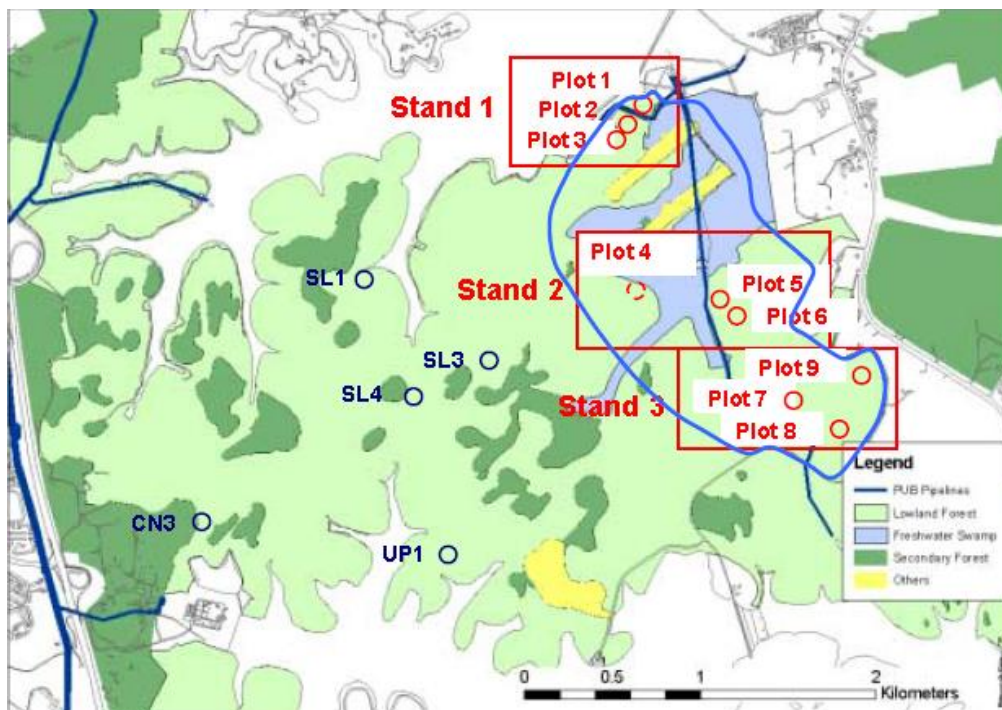 Plot 1
Stand 1
Plot 2
Plot 3
Plot 4
SL1
Stand 2
Plot 5
Plot 6
SL3
Plot 9
SL4
Stand 3
Plot 7
Plot 8
Legend
PUB Pipelines
Lowland Forest
Freshwater Swamp
Secondary Forest
Others
CN3
UP1
0 0.5 1 2
Kilometers